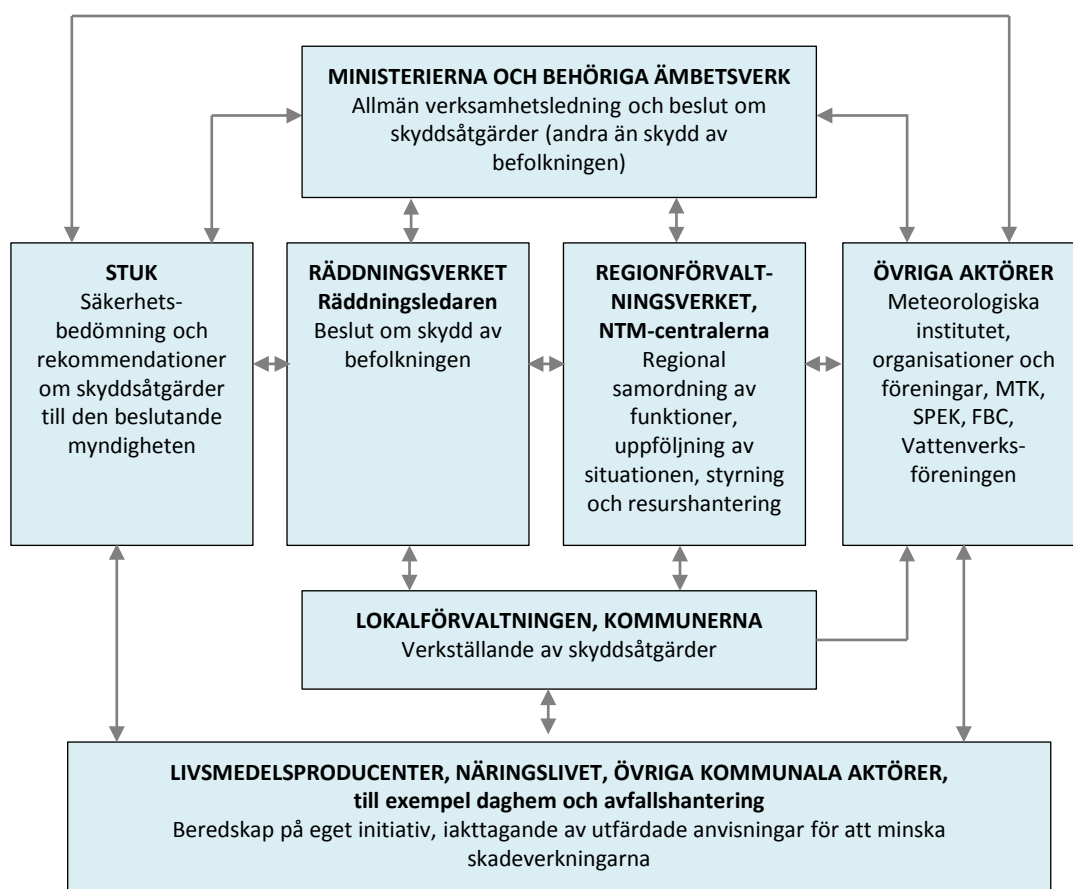 MINISTERIERNA OCH BEHÖRIGA ÄMBETSVERK
Allmän verksamhetsledning och beslut om
skyddsåtgärder (andra än skydd av
befolkningen)
STUK
Säkerhets-
bedömning och
rekommendationer
om skyddsåtgärder
till den beslutande
myndigheten
RÄDDNINGSVERKET
Räddningsledaren
Beslut om skydd av
befolkningen
REGIONFÖRVALT-
NINGSVERKET,
NTM-centralerna
Regional
samordning av
funktioner,
uppföljning av
situationen, styrning
och resurshantering
ÖVRIGA AKTÖRER
Meteorologiska
institutet,
organisationer och
föreningar, MTK,
SPEK, FBC,
Vattenverks-
föreningen
LOKALFÖRVALTNINGEN, KOMMUNERNA
Verkställande av skyddsåtgärder
LIVSMEDELSPRODUCENTER, NÄRINGSLIVET, ÖVRIGA KOMMUNALA AKTÖRER,
till exempel daghem och avfallshantering
Beredskap på eget initiativ, iakttagande av utfärdade anvisningar för att minska
skadeverkningarna